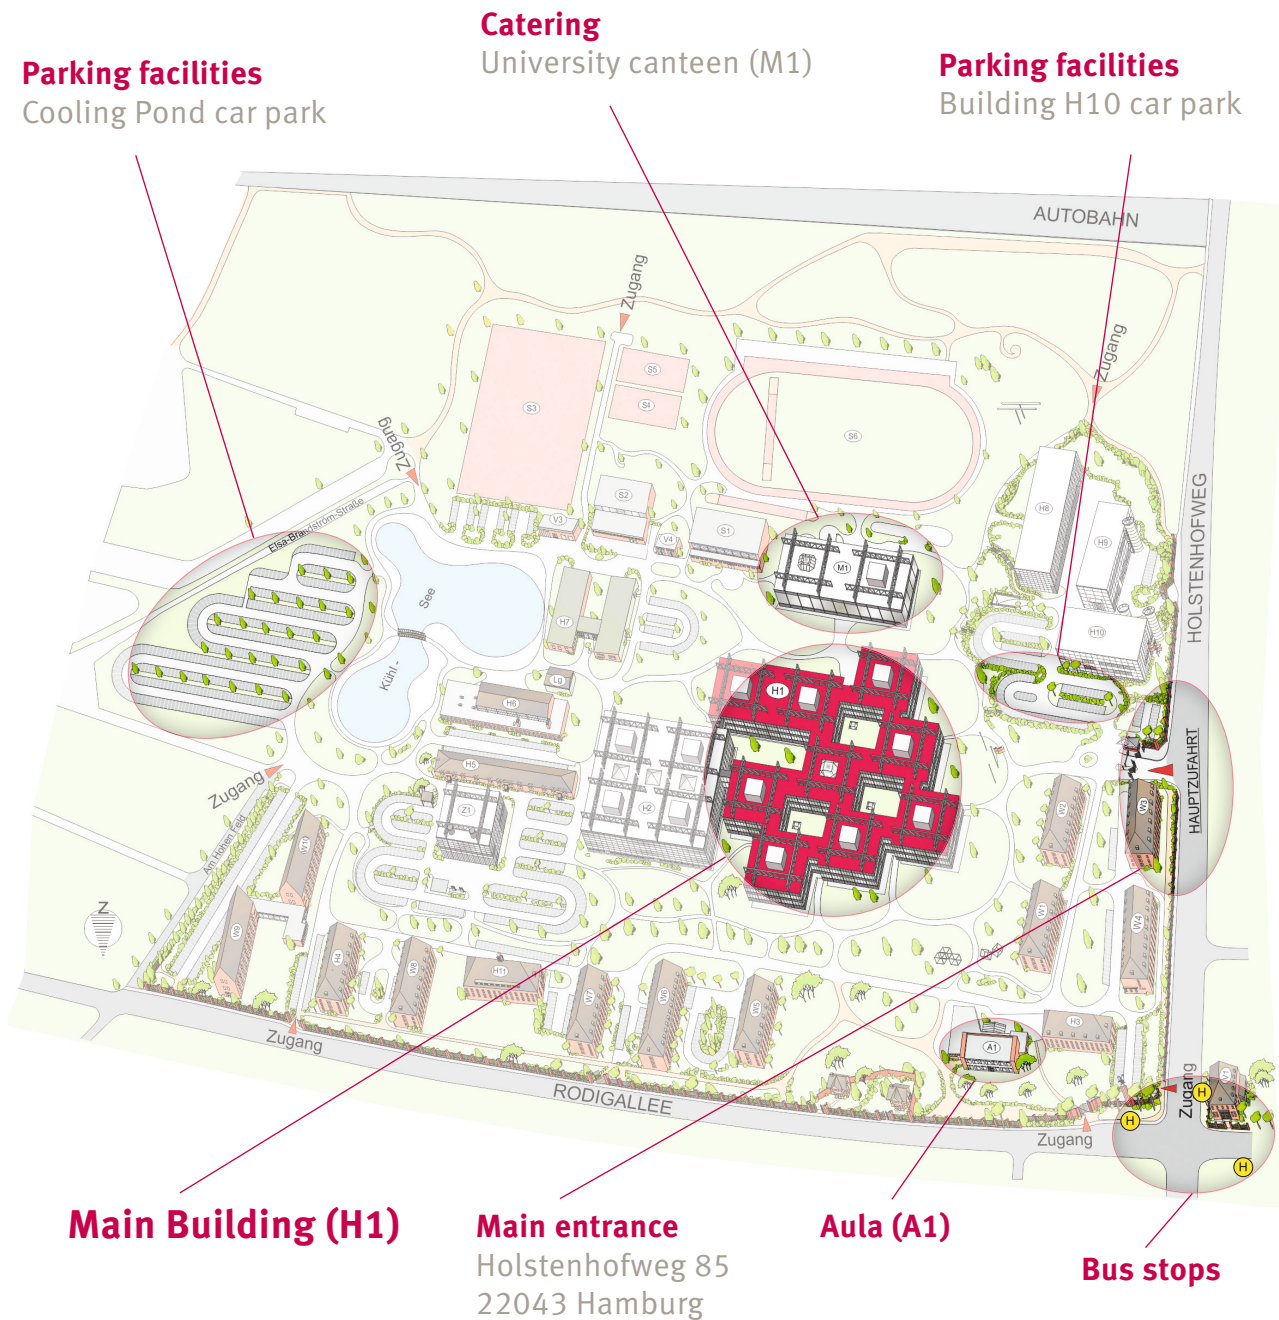 Catering
University canteen (M1)
Parking facilities
Cooling Pond car park
Parking facilities
Building H10 car park
AUTOBAHN
Zugang
Zugang
S5
S4
S3
S6
Zugang
HOLSTENHOFWEG
S2
H8
V3
V4
S1
H9
Elsa-Brandström-Straße
M1
See
Kühl -
H7
H10
Lg
H1
H6
HAUPTZUFAHRT
H5
Zugang
Z1
H2
W2
W3
Am Hohen Feld
W10
Z
W9
H4
W8
H11
W7
W6
W5
W1
W4
A1
H3
Zugang
RODIGALLEE
Zugang
Zugang
H
H
H
Main Building (H1)
Main entrance
Holstenhofweg 85
22043 Hamburg
Aula (A1)
Bus stops